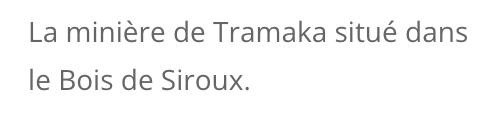 La minière de Tramaka situé dans
le Bois de Siroux.